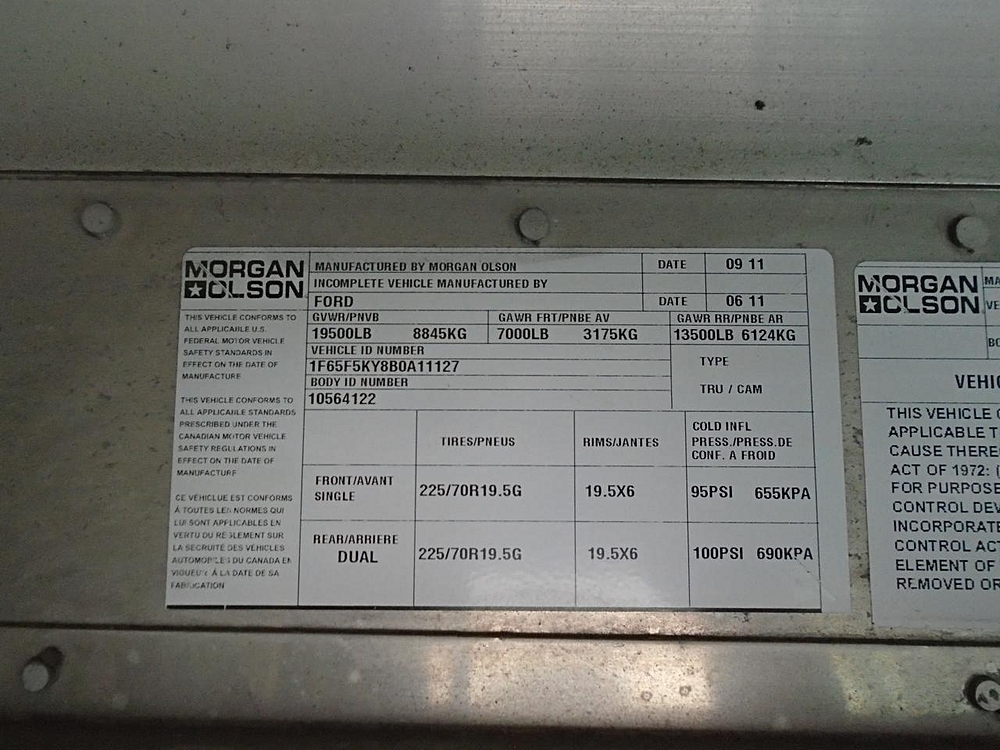 MORGAN
OLSON
MANUFACTURED BY MORGAN OLSON DATE 09 11
INCOMPLETE VEHICLE MANUFACTURED BY
FORD DATE 06 11
GVWR/PNVB GAWR FRT/PNBE AV GAWR RR/PNBE AR
19500LB 8845KG 7000LB 3175KG 13500LB 6124KG
VEHICLE ID NUMBER
1F65F5KY8B0A11127
BODY ID NUMBER
10564122
TYPE
TRU / CAM
THIS VEHICLE CONFORMS TO
ALL APPLICABLE U.S.
FEDERAL MOTOR VEHICLE
SAFETY STANDARDS IN
EFFECT ON THE DATE OF
MANUFACTURE
THIS VEHICLE CONFORMS TO
ALL APPLICABLE STANDARDS
PRESCRIBED UNDER THE
CANADIAN MOTOR VEHICLE
SAFETY REGULATIONS IN
EFFECT ON THE DATE OF
MANUFACTURE
CE VÉHICLUE EST CONFORMS
À TOUTES LES NORMES QUI
LUI SONT APPLICABLES EN
VERTU DU RÈGLEMENT SUR
LA SECRUITÉ DES VÉHICLES
AUTOMOBILES DU CANADA EN
VIGUEUR À LA DATE DE SA
FABRICATION
TIRES/PNEUS RIMS/JANTES COLD INFL
PRESS./PRESS.DE
CONF. A FROID
FRONT/AVANT
SINGLE 225/70R19.5G 19.5X6 95PSI 655KPA
REAR/ARRIERE
DUAL 225/70R19.5G 19.5X6 100PSI 690KPA
MORGAN
OLSON
MA
VE
BO
VEHIC
THIS VEHICLE C
APPLICABLE T
CAUSE THERE
ACT OF 1972: (
FOR PURPOSE
CONTROL DEV
INCORPORATE
CONTROL ACT
ELEMENT OF
REMOVED OR